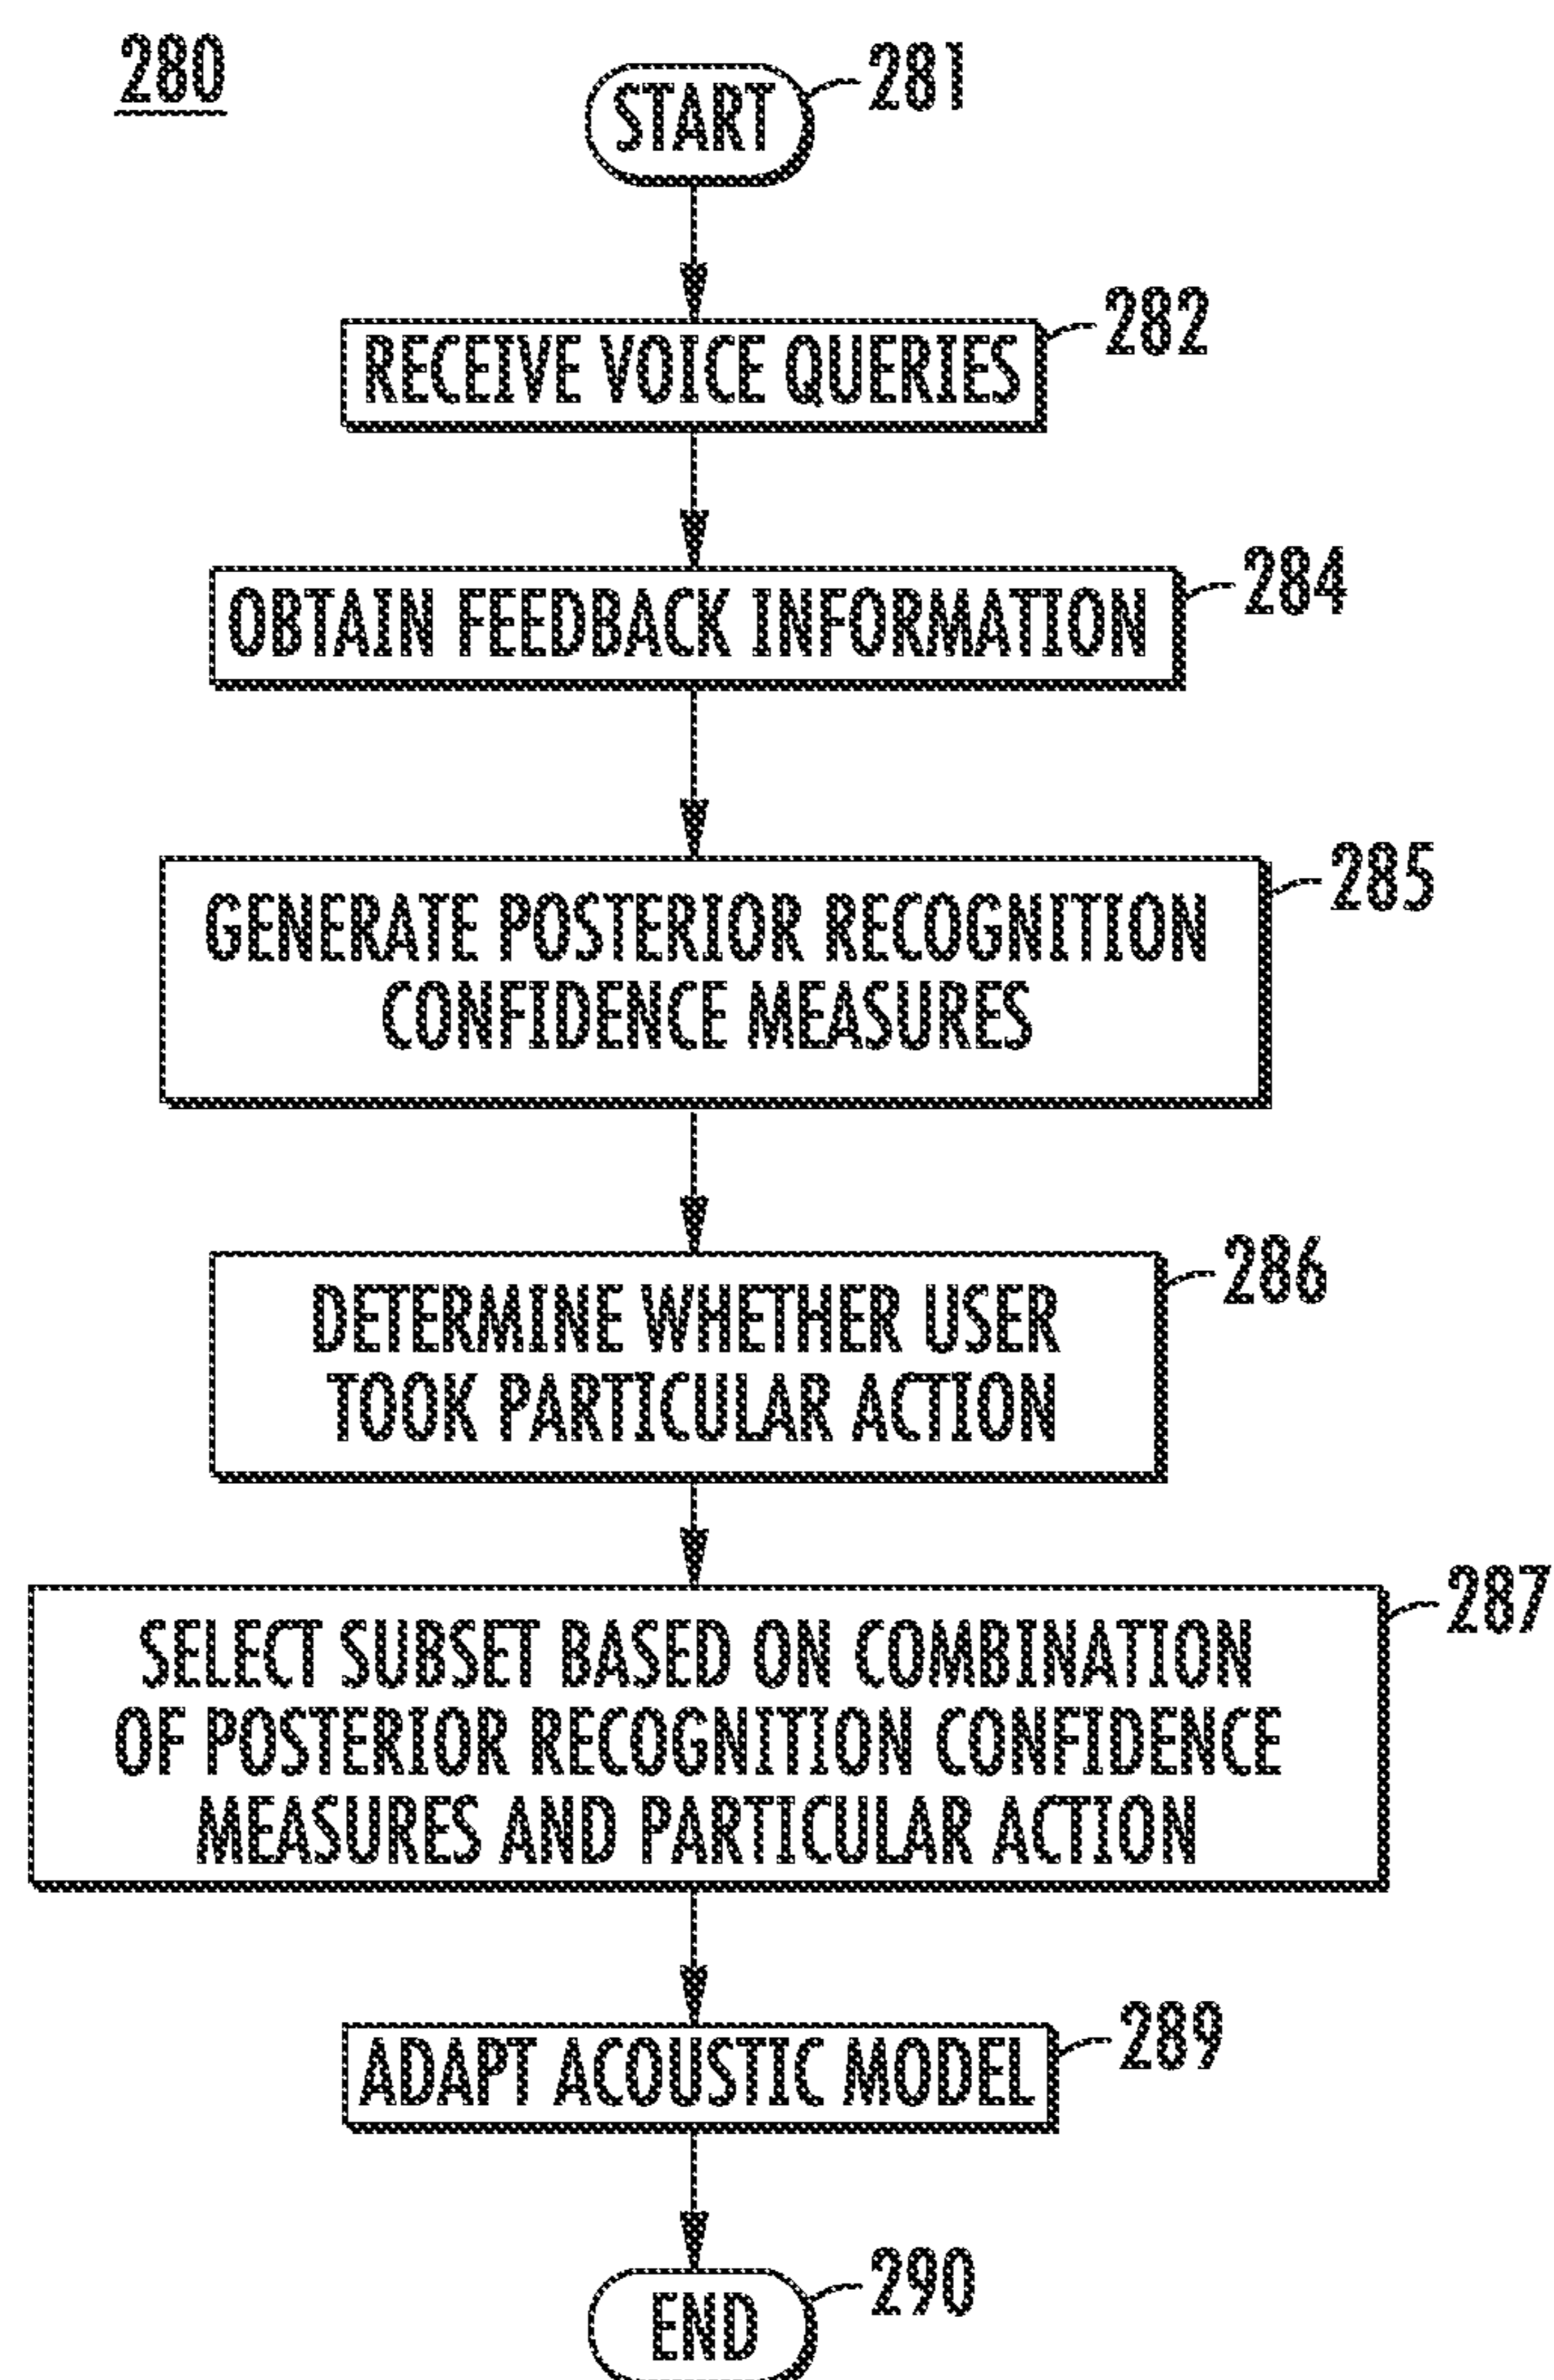 280
START
281
RECEIVE VOICE QUERIES
282
OBTAIN FEEDBACK INFORMATION
284
GENERATE POSTERIOR RECOGNITION
CONFIDENCE MEASURES
285
DETERMINE WHETHER USER
TOOK PARTICULAR ACTION
286
SELECT SUBSET BASED ON COMBINATION
OF POSTERIOR RECOGNITION CONFIDENCE
MEASURES AND PARTICULAR ACTION
287
ADAPT ACOUSTIC MODEL
289
END
290